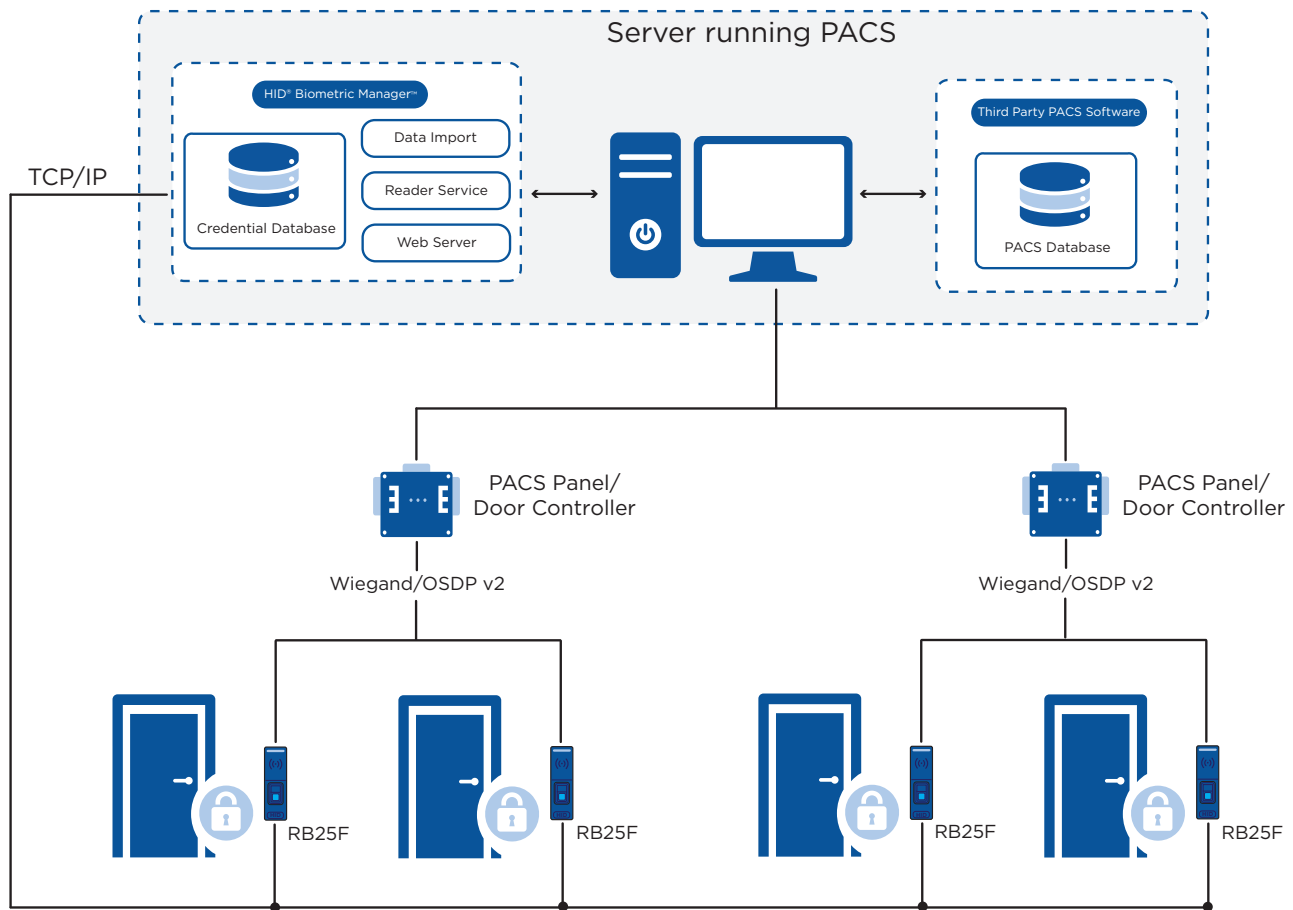 Server running PACS
HID® Biometric Manager™
Third Party PACS Software
Data Import
TCP/IP
Reader Service
Credential Database
Web Server
PACS Database
PACS Panel/
Door Controller
PACS Panel/
Door Controller
Wiegand/OSDP v2
Wiegand/OSDP v2
RB25F
RB25F
RB25F
RB25F